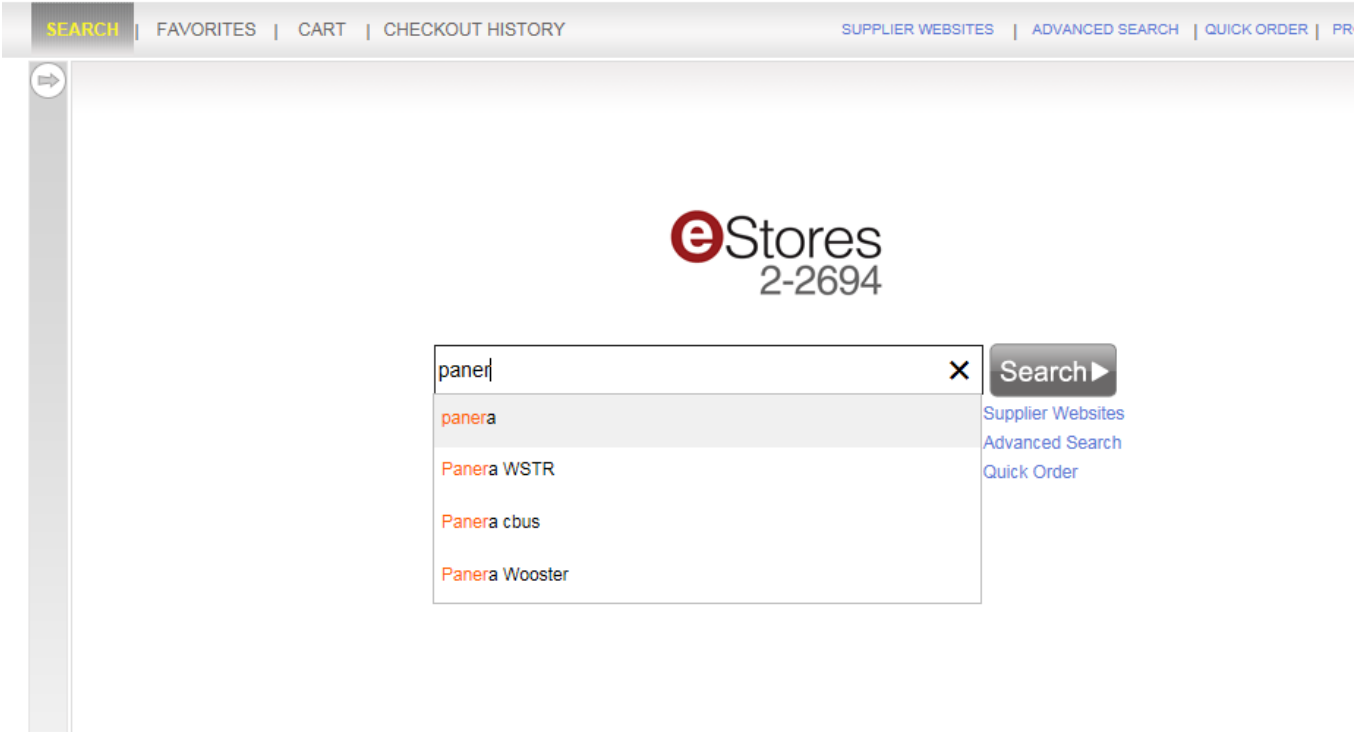 SEARCH | FAVORITES | CART | CHECKOUT HISTORY SUPPLIER WEBSITES | ADVANCED SEARCH | QUICK ORDER |
eStores
2-2694
paner Search
panera
Supplier Websites
Advanced Search
Panera WSTR
Quick Order
Panera cbus
Panera Wooster